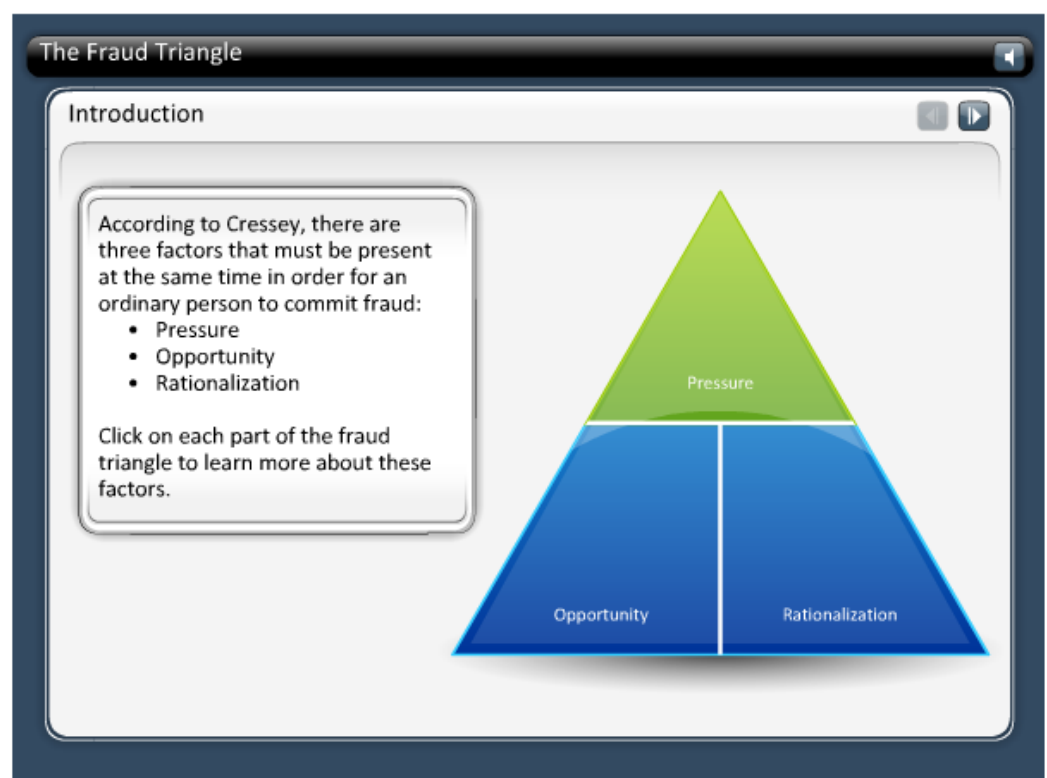 The Fraud Triangle
Introduction
According to Cressey, there are
three factors that must be present
at the same time in order for an
ordinary person to commit fraud:
• Pressure
• Opportunity
• Rationalization
Click on each part of the fraud
triangle to learn more about these
factors.
Pressure
Opportunity
Rationalization